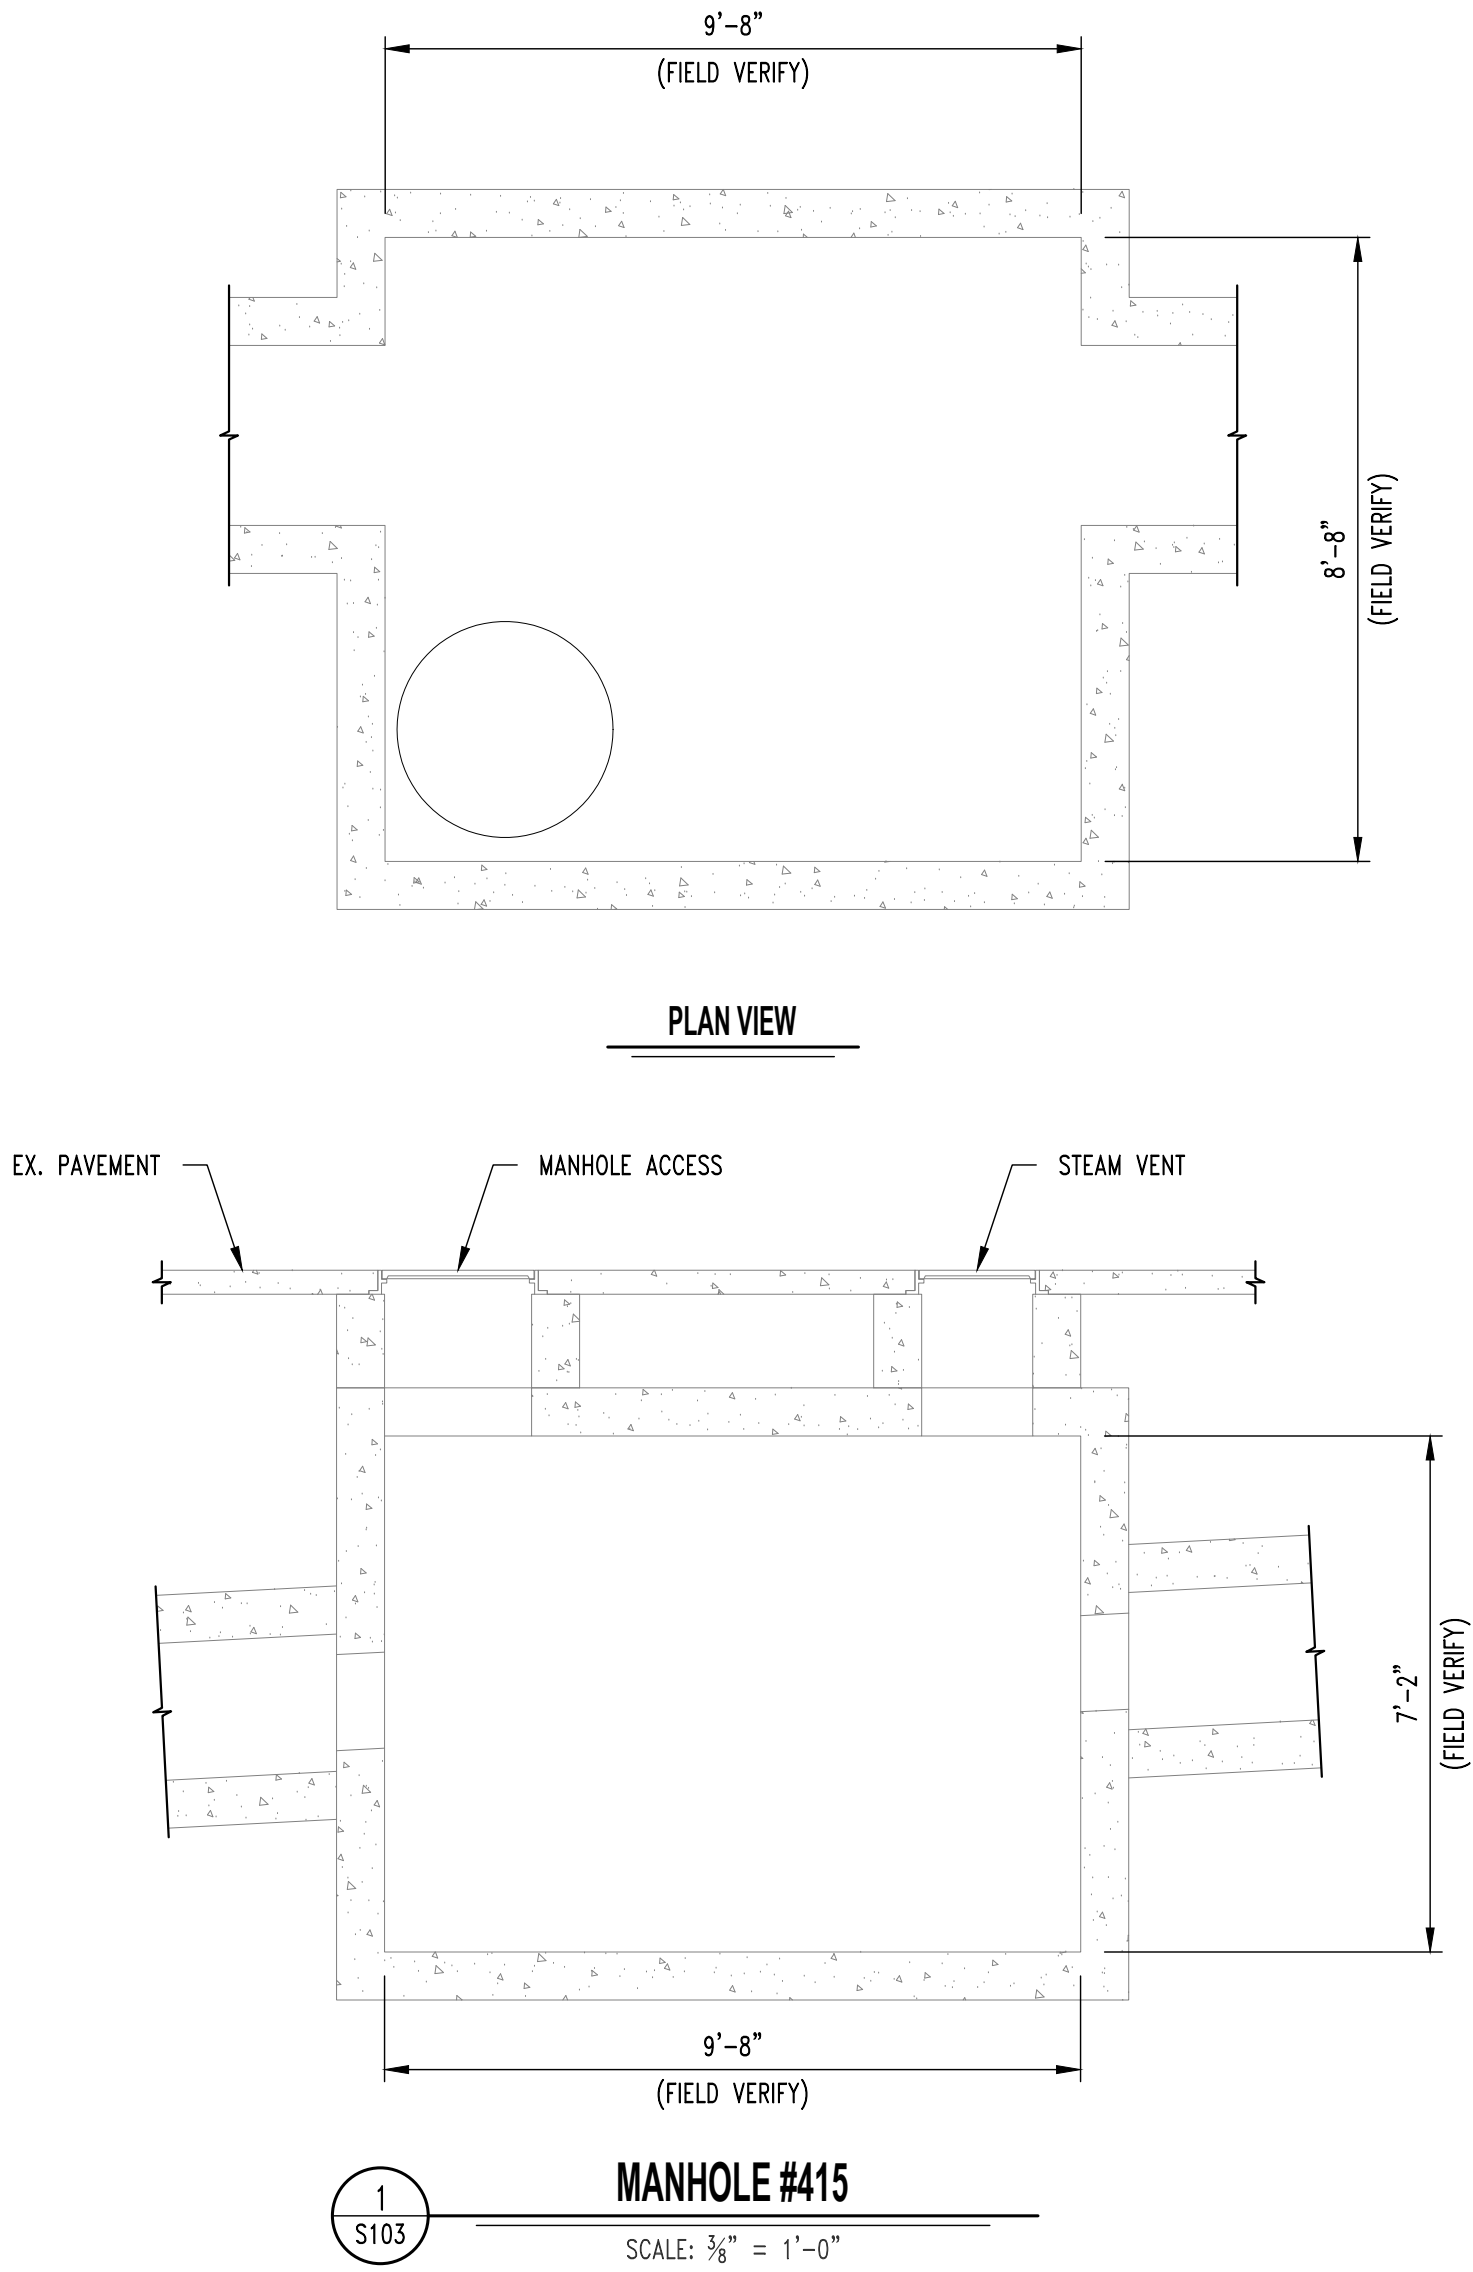 9'-8"
(FIELD VERIFY)
8'-8"
(FIELD VERIFY)
PLAN VIEW
EX. PAVEMENT
MANHOLE ACCESS
STEAM VENT
7'-2"
(FIELD VERIFY)
9'-8"
(FIELD VERIFY)
1
S103
MANHOLE #415
SCALE: ⅜" = 1'-0"